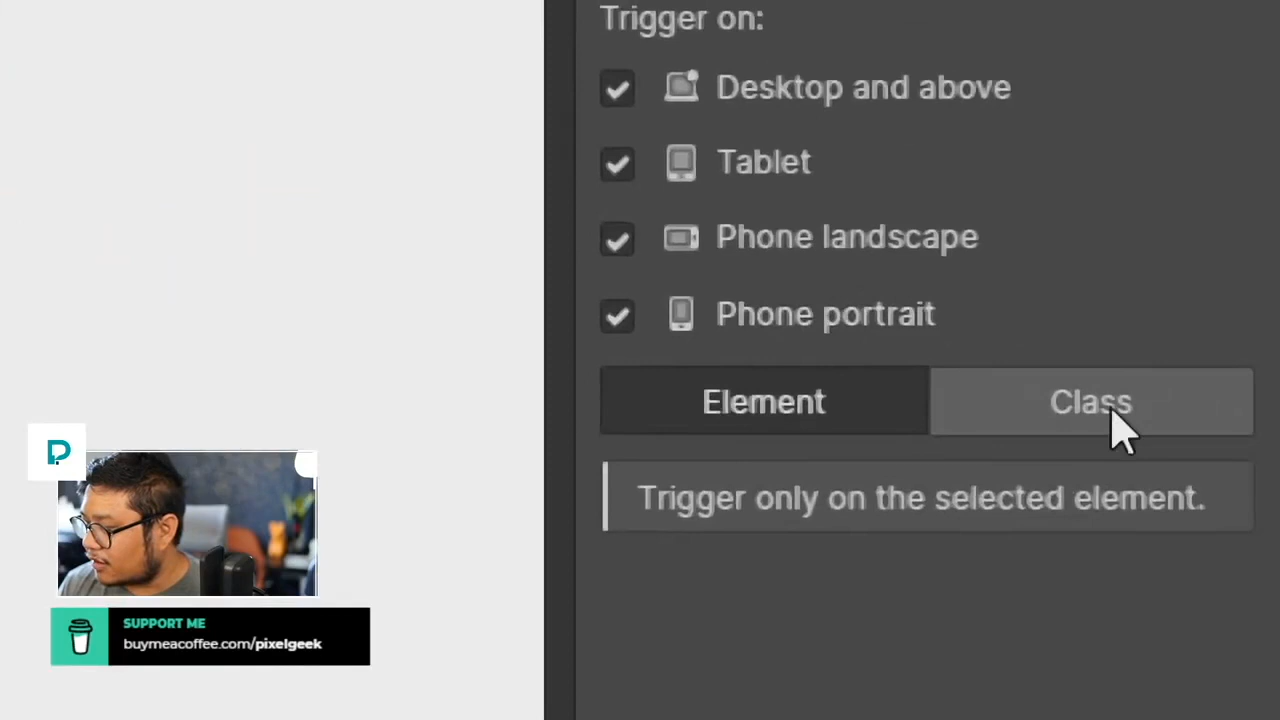 Trigger on:
Desktop and above
Tablet
Phone landscape
Phone portrait
Element
Class
Trigger only on the selected element.
SUPPORT ME
buymeacoffee.com/pixelgeek